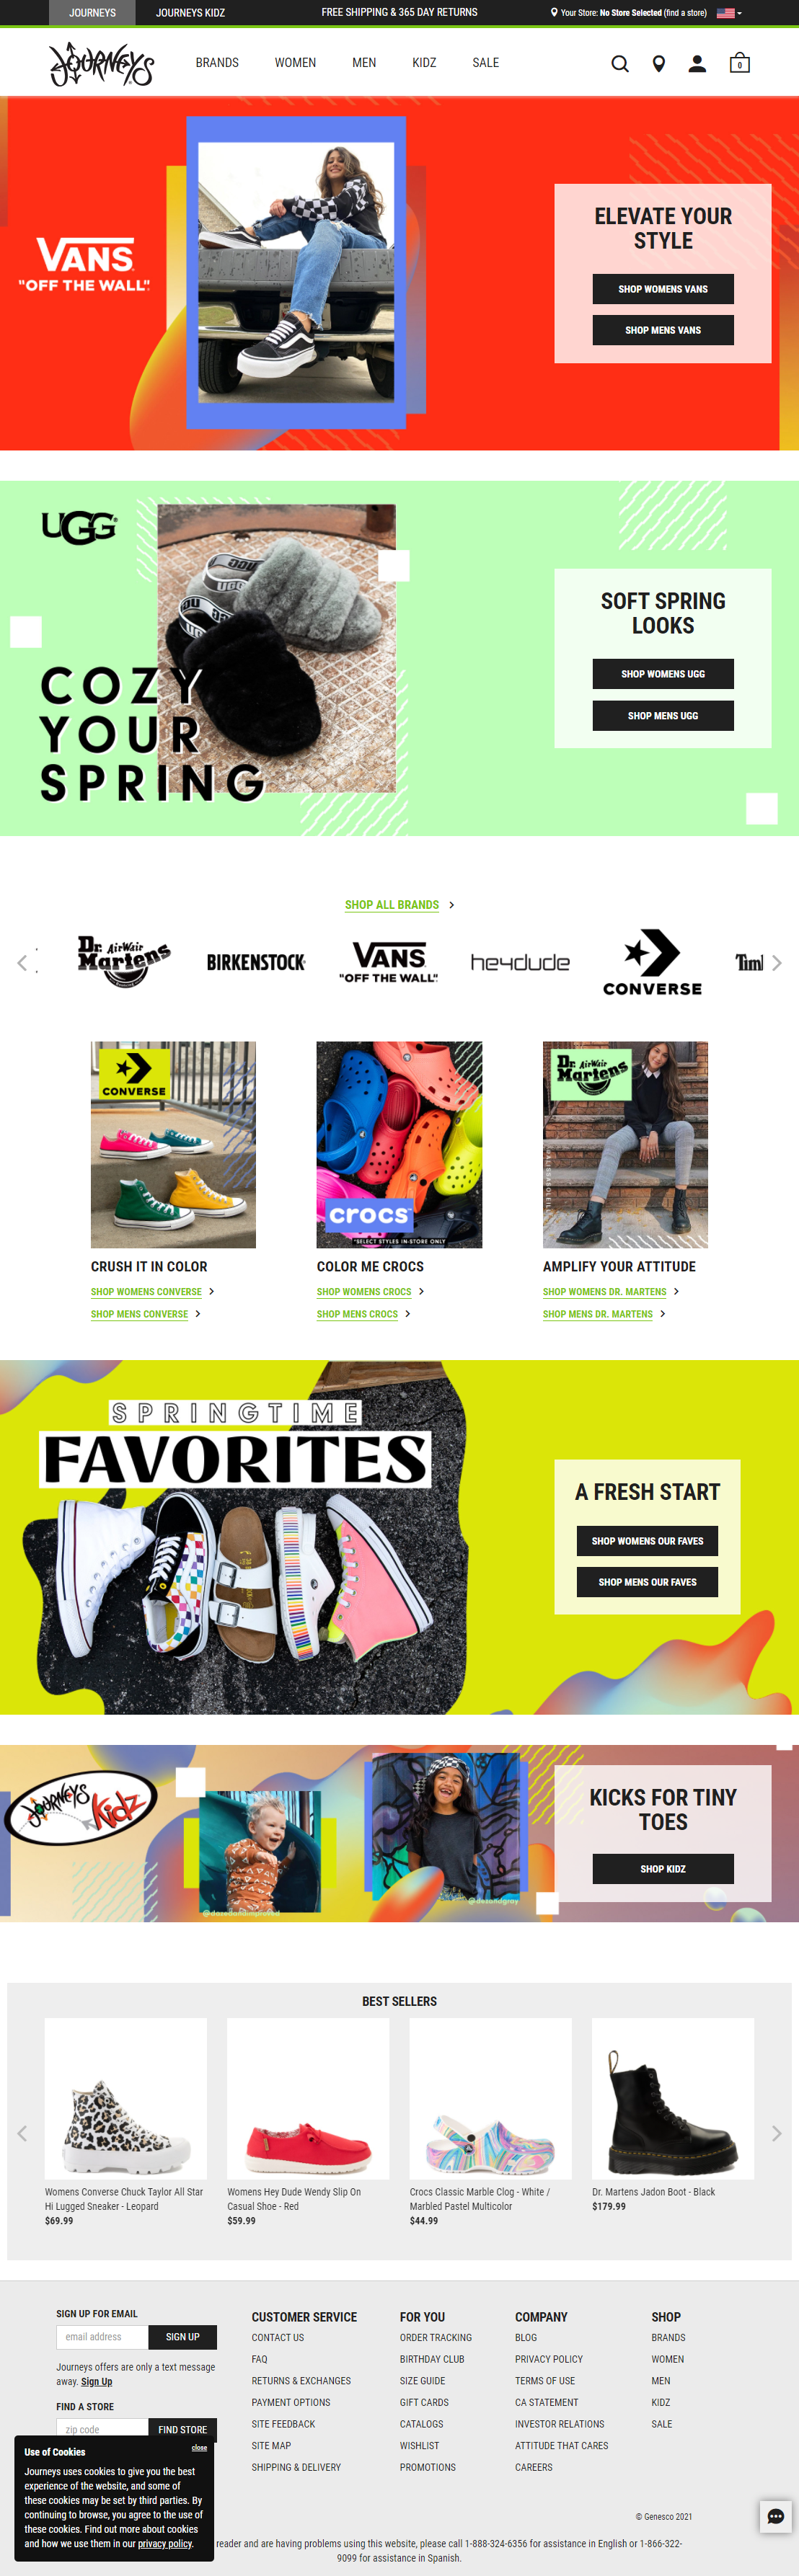 JOURNEYS
JOURNEYS KIDZ
FREE SHIPPING & 365 DAY RETURNS
Your Store: No Store Selected (find a store)
JOURNEYS
BRANDS
WOMEN
MEN
KIDZ
SALE
0
VANS
"OFF THE WALL"
ELEVATE YOUR
STYLE
SHOP WOMENS VANS
SHOP MENS VANS
UGG
COZY
YOUR
SPRING
SOFT SPRING
LOOKS
SHOP WOMENS UGG
SHOP MENS UGG
SHOP ALL BRANDS
Dr. AirWair
Martens
BIRKENSTOCK
VANS
"OFF THE WALL"
heydude
CONVERSE
Timb
CONVERSE
crocs
*SELECT STYLES IN-STORE ONLY
Dr. AirWair
Martens
CRUSH IT IN COLOR
SHOP WOMENS CONVERSE
SHOP MENS CONVERSE
COLOR ME CROCS
SHOP WOMENS CROCS
SHOP MENS CROCS
AMPLIFY YOUR ATTITUDE
SHOP WOMENS DR. MARTENS
SHOP MENS DR. MARTENS
SPRINGTIME
FAVORITES
A FRESH START
SHOP WOMENS OUR FAVES
SHOP MENS OUR FAVES
JOURNEYS Kidz
@dezandgray
KICKS FOR TINY
TOES
SHOP KIDZ
BEST SELLERS
Womens Converse Chuck Taylor All Star
Hi Lugged Sneaker - Leopard
$69.99
Womens Hey Dude Wendy Slip On
Casual Shoe - Red
$59.99
Crocs Classic Marble Clog - White /
Marbled Pastel Multicolor
$44.99
Dr. Martens Jadon Boot - Black
$179.99
SIGN UP FOR EMAIL
email address
SIGN UP
Journeys offers are only a text message
away. Sign Up
FIND A STORE
zip code
FIND STORE
CUSTOMER SERVICE
CONTACT US
FAQ
RETURNS & EXCHANGES
PAYMENT OPTIONS
SITE FEEDBACK
SITE MAP
SHIPPING & DELIVERY
FOR YOU
ORDER TRACKING
BIRTHDAY CLUB
SIZE GUIDE
GIFT CARDS
CATALOGS
WISHLIST
PROMOTIONS
COMPANY
BLOG
PRIVACY POLICY
TERMS OF USE
CA STATEMENT
INVESTOR RELATIONS
ATTITUDE THAT CARES
CAREERS
SHOP
BRANDS
WOMEN
MEN
KIDZ
SALE
Use of Cookies
close
Journeys uses cookies to give you the best
experience of the website, and some of
these cookies may be set by third parties. By
continuing to browse, you agree to the use of
these cookies. Find out more about cookies
and how we use them in our privacy policy.
© Genesco 2021
reader and are having problems using this website, please call 1-888-324-6356 for assistance in English or 1-866-322-
9099 for assistance in Spanish.